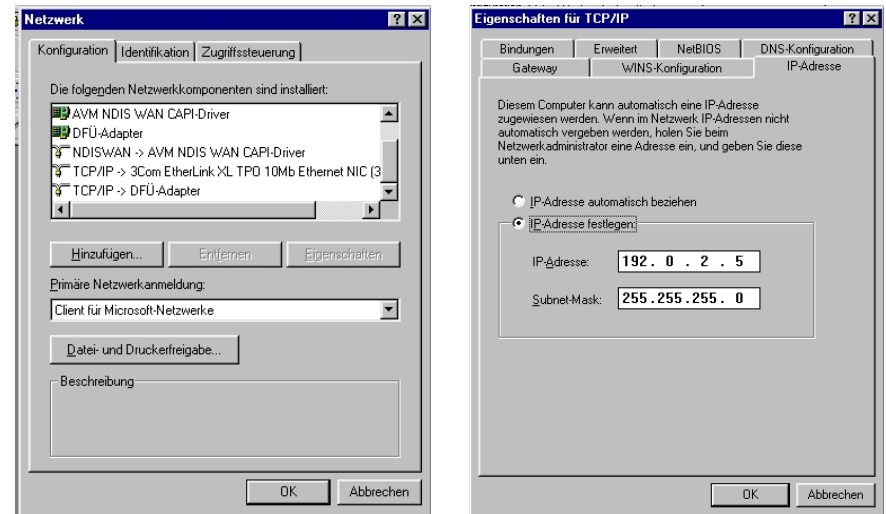 Netzwerk
Konfiguration Identifikation Zugriffssteuerung
Die folgenden Netzwerkkomponenten sind installiert:
AVM NDIS WAN CAPI-Driver
DFÜ-Adapter
NDISWAN -> AVM NDIS WAN CAPI-Driver
TCP/IP -> 3Com EtherLink XL TPO 10Mb Ethernet NIC (3
TCP/IP -> DFÜ-Adapter
Hinzufügen... Entfernen Eigenschaften
Primäre Netzwerkanmeldung:
Client für Microsoft-Netzwerke
Datei- und Druckerfreigabe...
Beschreibung
OK Abbrechen
Eigenschaften für TCP/IP
Bindungen Erweitert NetBIOS DNS-Konfiguration
Gateway WINS-Konfiguration IP-Adresse
Diesem Computer kann automatisch eine IP-Adresse
zugewiesen werden. Wenn im Netzwerk IP-Adressen nicht
automatisch vergeben werden, holen Sie beim
Netzwerkadministrator eine Adresse ein, und geben Sie diese
unten ein.
IP-Adresse automatisch beziehen
IP-Adresse festlegen:
IP-Adresse: 192. 0 . 2 . 5
Subnet-Mask: 255.255.255. 0
OK Abbrechen